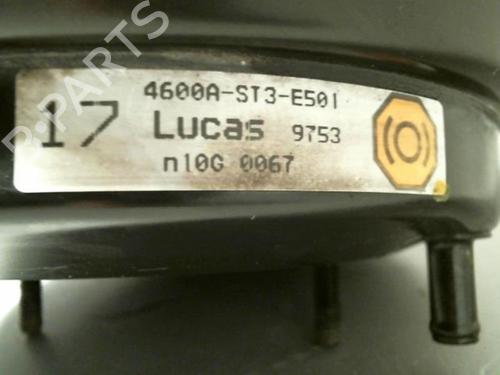 B-PARTS
4600A-ST3-E501
17 Lucas 9753
n10G 0067